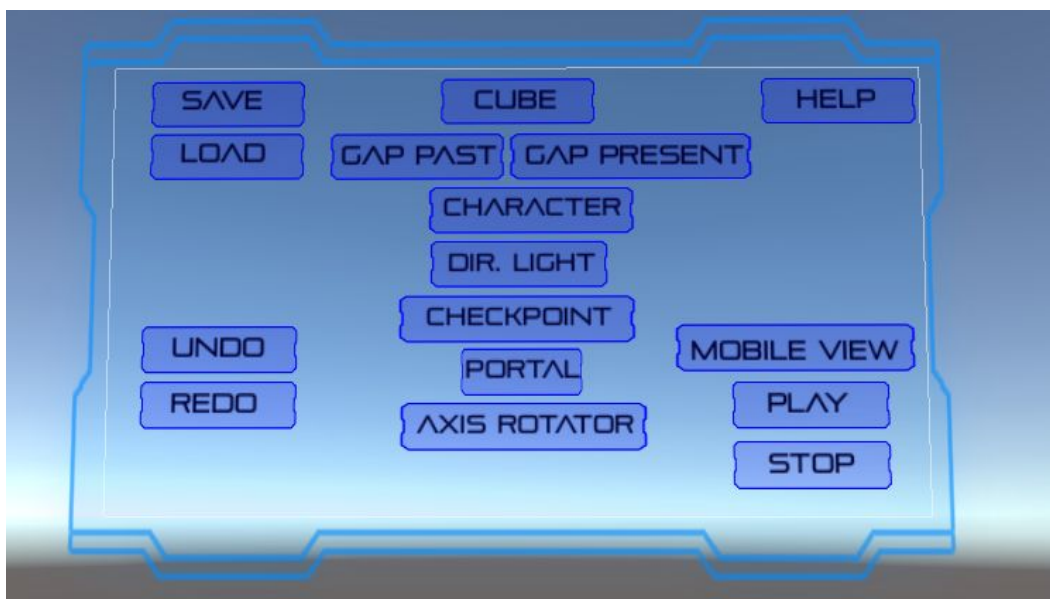 SAVE
CUBE
HELP
LOAD
GAP PAST
GAP PRESENT
CHARACTER
DIR. LIGHT
CHECKPOINT
UNDO
MOBILE VIEW
PORTAL
REDO
PLAY
AXIS ROTATOR
STOP